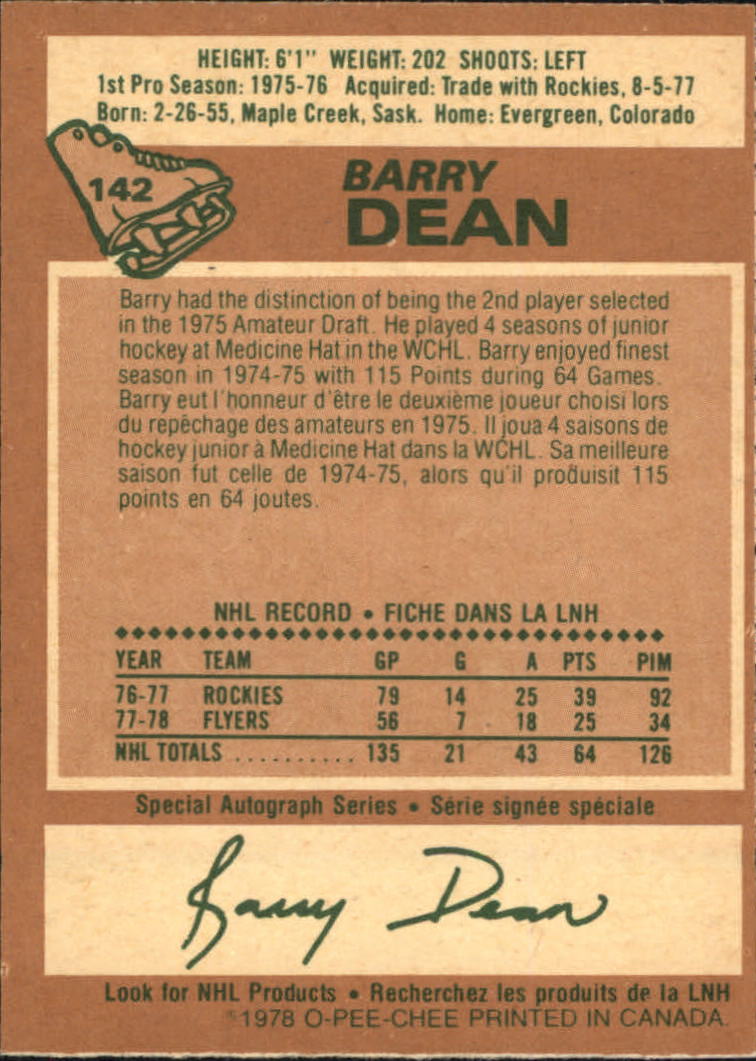 HEIGHT: 6'1" WEIGHT: 202 SHOOTS: LEFT
1st Pro Season: 1975-76 Acquired: Trade with Rockies, 8-5-77
Born: 2-26-55, Maple Creek, Sask. Home: Evergreen, Colorado
142
BARRY
DEAN
Barry had the distinction of being the 2nd player selected
in the 1975 Amateur Draft. He played 4 seasons of junior
hockey at Medicine Hat in the WCHL. Barry enjoyed finest
season in 1974-75 with 115 Points during 64 Games.
Barry eut l'honneur d'être le deuxième joueur choisi lors
du repêchage des amateurs en 1975. Il joua 4 saisons de
hockey junior à Medicine Hat dans la WCHL. Sa meilleure
saison fut celle de 1974-75, alors qu'il produisit 115
points en 64 joutes.
NHL RECORD • FICHE DANS LA LNH
YEAR TEAM GP G A PTS PIM
76-77 ROCKIES 79 14 25 39 92
77-78 FLYERS 56 7 18 25 34
NHL TOTALS ........... 135 21 43 64 126
Special Autograph Series • Série signée spéciale
Barry Dean
Look for NHL Products • Recherchez les produits de la LNH
©1978 O-PEE-CHEE PRINTED IN CANADA.